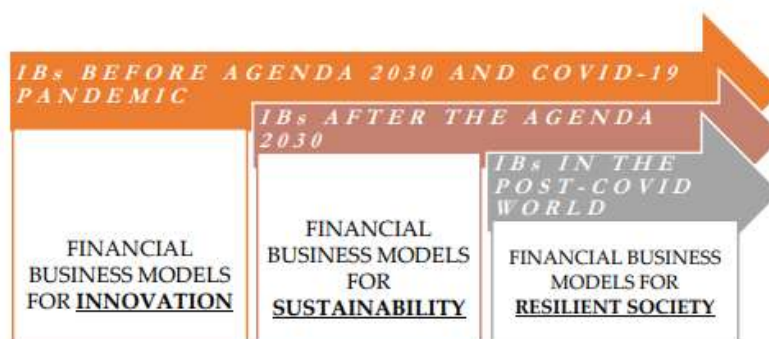 IBs BEFORE AGENDA 2030 AND COVID-19
PANDEMIC
IBs AFTER THE AGENDA
2030
IBs IN THE
POST-COVID
WORLD
FINANCIAL
BUSINESS MODELS
FOR INNOVATION
FINANCIAL
BUSINESS MODELS
FOR
SUSTAINABILITY
FINANCIAL BUSINESS
MODELS FOR
RESILIENT SOCIETY